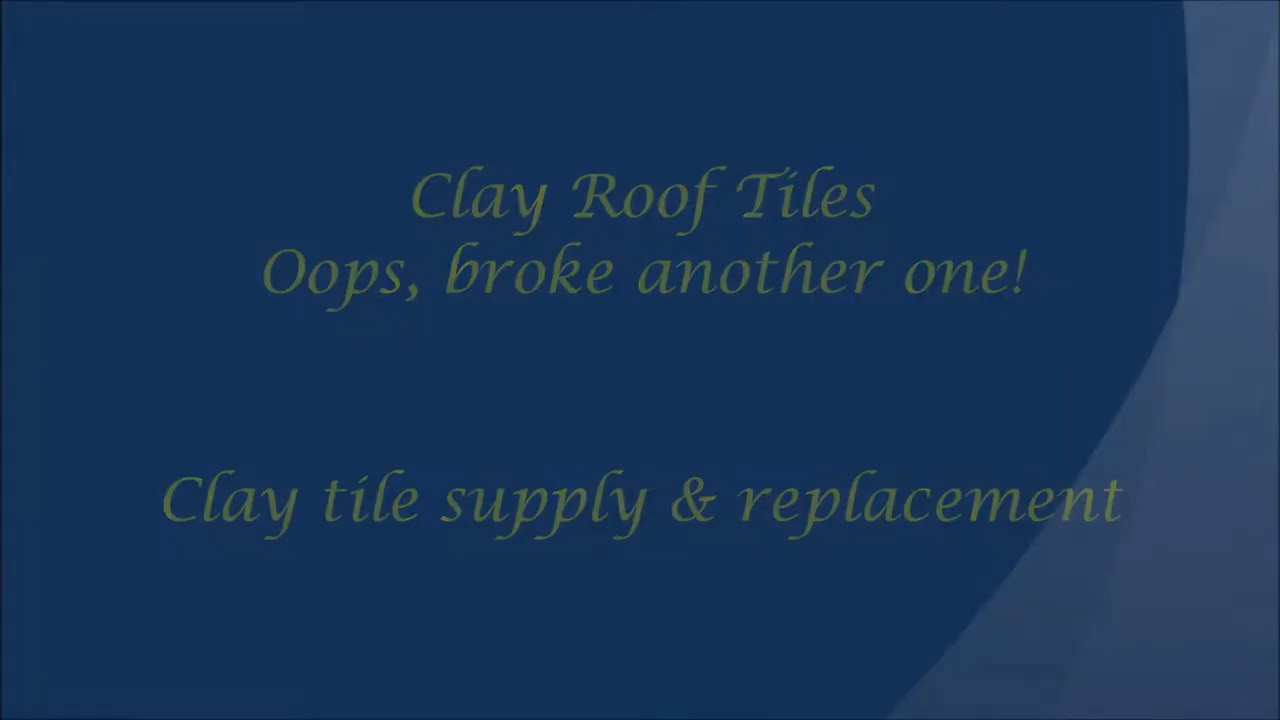 Clay Roof Tiles
Oops, broke another one!
Clay tile supply & replacement